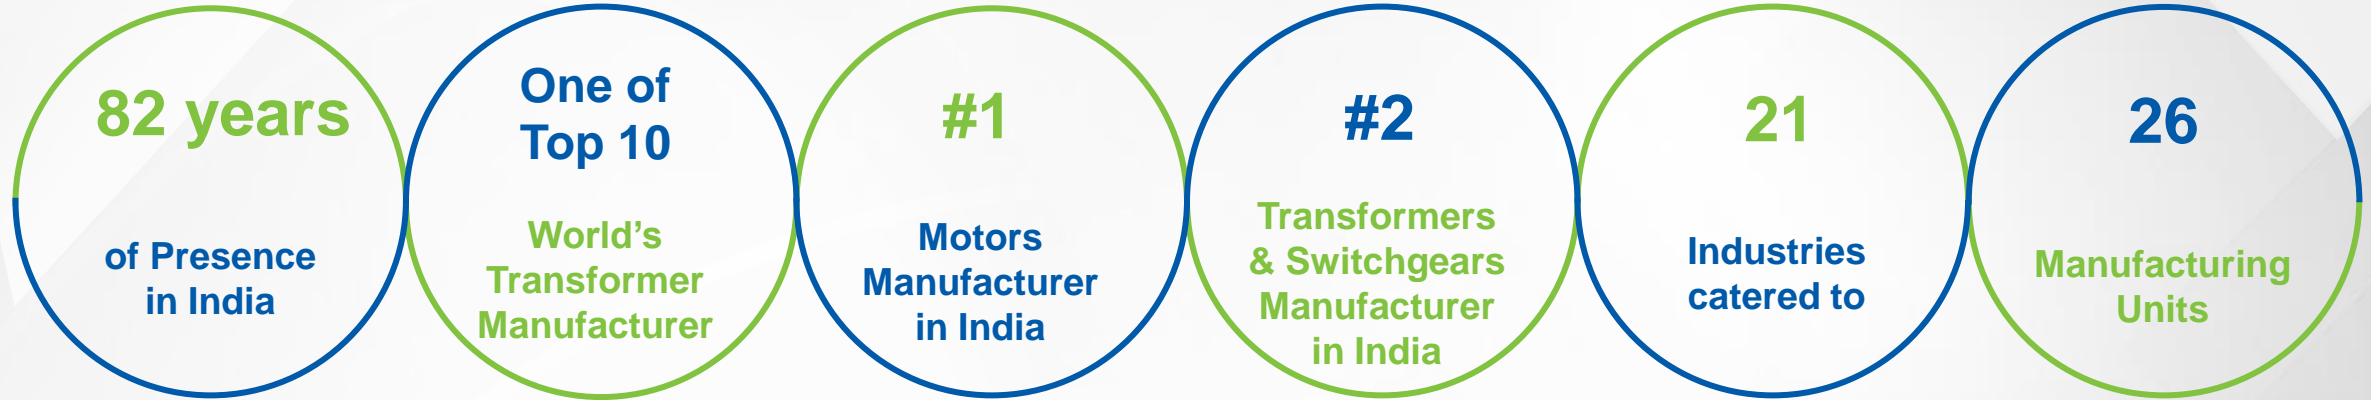 82 years
of Presence
in India
One of
Top 10
World’s
Transformer
Manufacturer
#1
Motors
Manufacturer
in India
#2
Transformers
& Switchgears
Manufacturer
in India
21
Industries
catered to
26
Manufacturing
Units